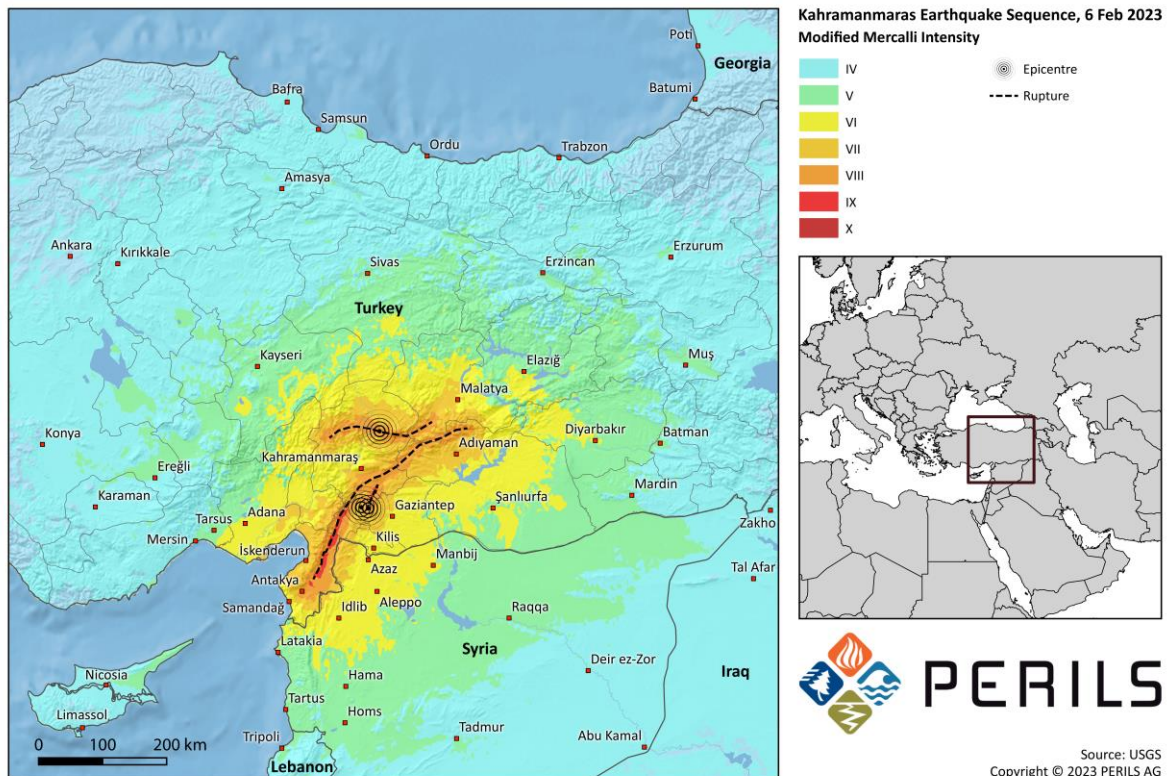 Kahramanmaras Earthquake Sequence, 6 Feb 2023
Modified Mercalli Intensity
IV
V
VI
VII
VIII
IX
X
Epicentre
Rupture
Poti
Georgia
Batumi
Bafra
Samsun
Ordu
Trabzon
Amasya
Ankara
Kırıkkale
Erzurum
Sivas
Erzincan
Turkey
Kayseri
Elazığ
Muş
Malatya
Konya
Diyarbakır
Batman
Adıyaman
Kahramanmaraş
Ereğli
Mardin
Karaman
Şanlıurfa
Gaziantep
Adana
Tarsus
Zakho
Mersin
Kilis
İskenderun
Manbij
Azaz
Tal Afar
Antakya
Aleppo
Samandağ
Idlib
Raqqa
Latakia
Syria
Deir ez-Zor
Iraq
Nicosia
Hama
Tartus
Limassol
Homs
Tadmur
Abu Kamal
Tripoli
Lebanon
0 100 200 km
PERILS
Source: USGS
Copyright © 2023 PERILS AG